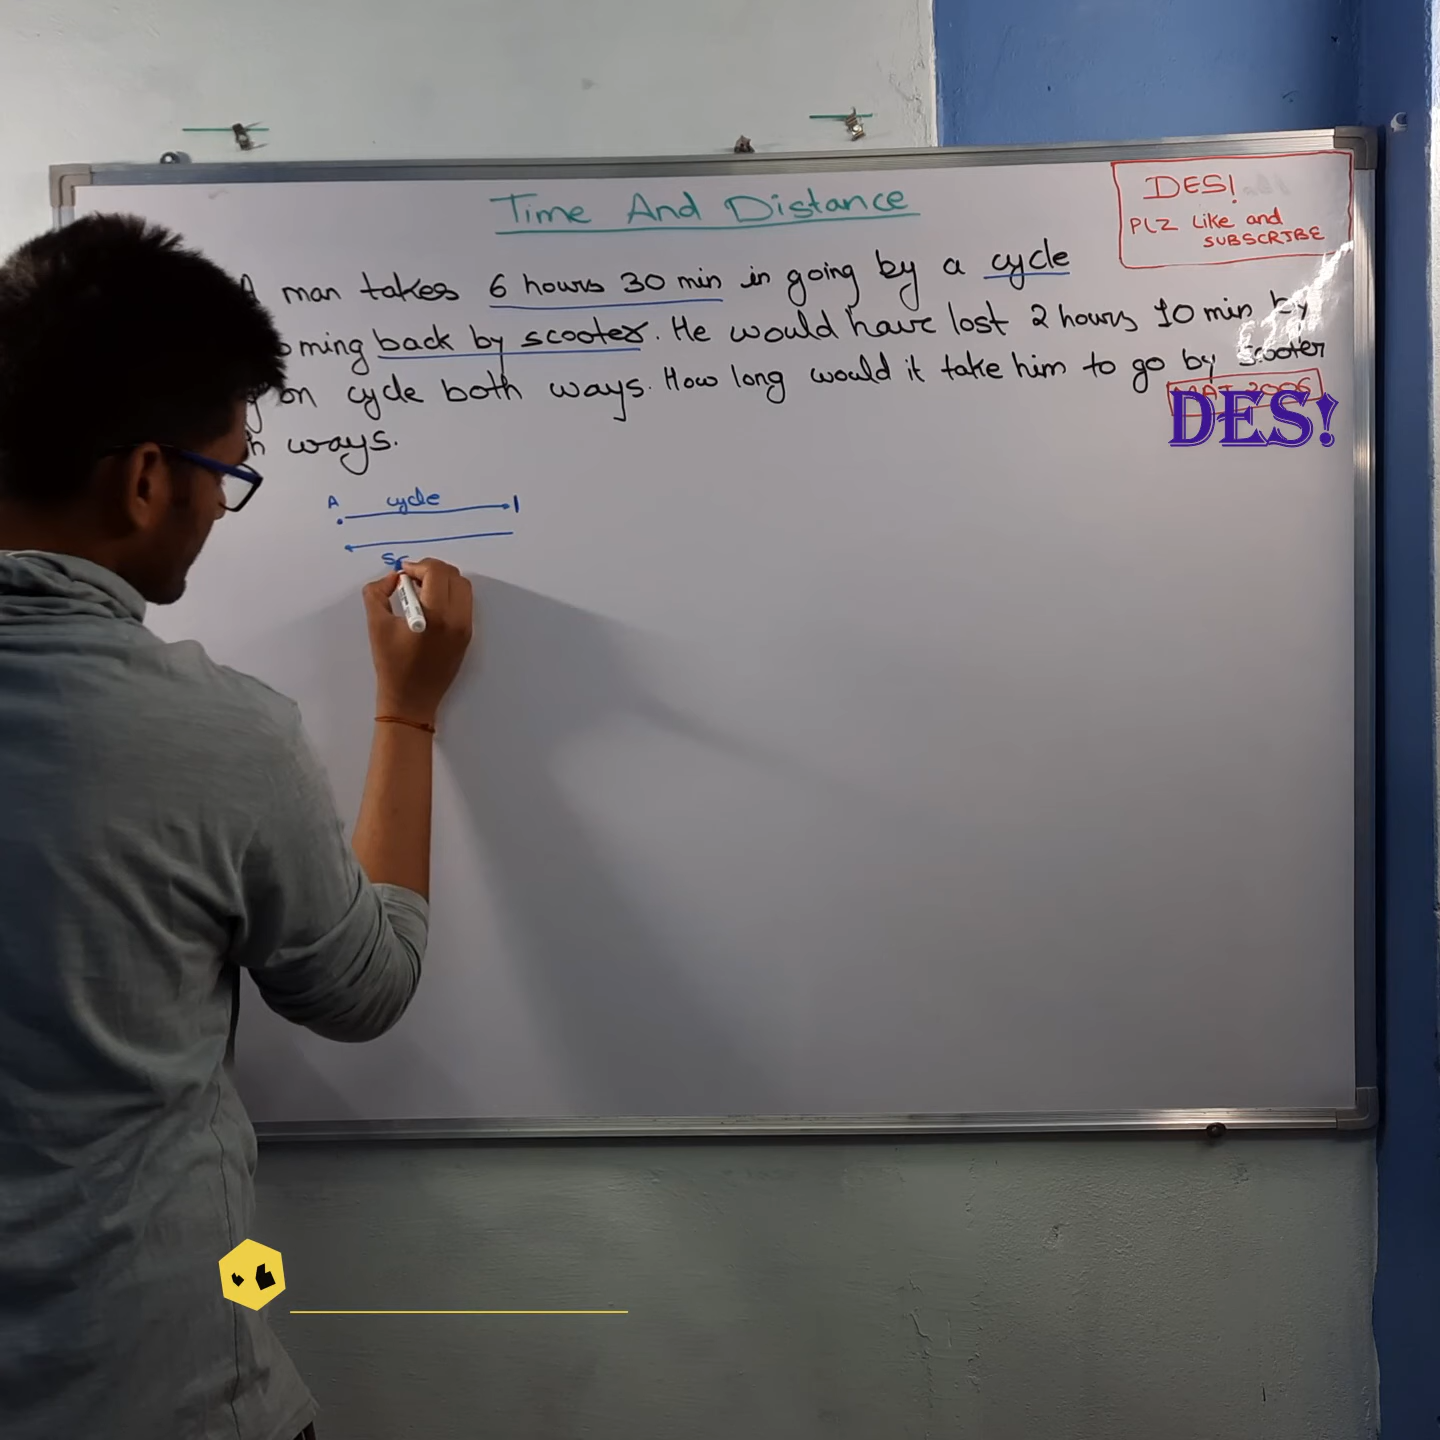 Time And Distance
DES!
PLZ Like and
SUBSCRIBE
A man takes 6 hours 30 min in going by a cycle
oming back by scooter. He would have lost 2 hours 10 min by
g on cycle both ways. How long would it take him to go by scooter
h ways.
DES!
A cycle
Sc